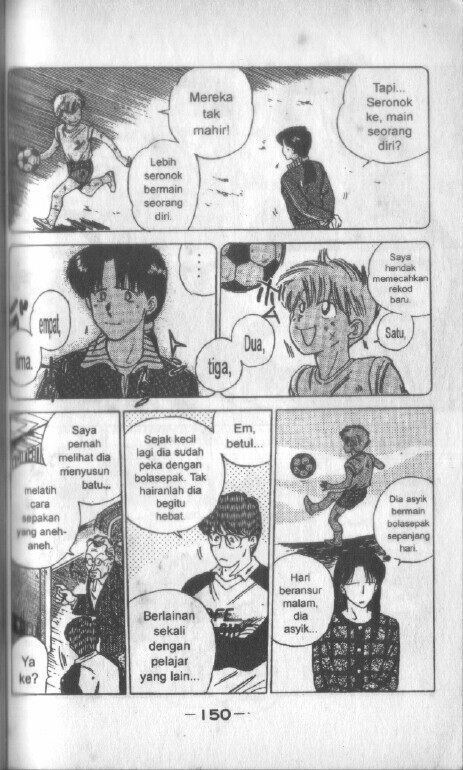 Tapi...
Seronok
ke, main
seorang
diri?
Mereka
tak
mahir!
Lebih
seronok
bermain
seorang
diri.
Saya
hendak
memecahkan
rekod
baru.
Satu,
Dua,
tiga,
....
empat,
lima.
Dia asyik
bermain
bolasepak
sepanjang
hari.
Hari
beransur
malam,
dia
asyik...
Em,
betul...
Sejak kecil
lagi dia sudah
peka dengan
bolasepak. Tak
hairanlah dia
begitu
hebat.
Berlainan
sekali
dengan
pelajar
yang lain...
Saya
pernah
melihat dia
menyusun
batu...
melatih
cara
sepakan
yang aneh-
aneh.
Ya
ke?
— 150 —